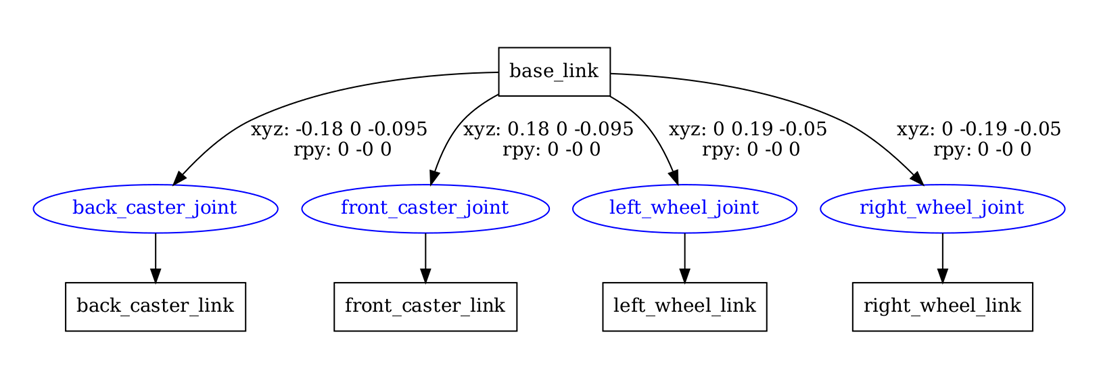 base_link
xyz: -0.18 0 -0.095
rpy: 0 -0 0
xyz: 0.18 0 -0.095
rpy: 0 -0 0
xyz: 0 0.19 -0.05
rpy: 0 -0 0
xyz: 0 -0.19 -0.05
rpy: 0 -0 0
back_caster_joint
front_caster_joint
left_wheel_joint
right_wheel_joint
back_caster_link
front_caster_link
left_wheel_link
right_wheel_link